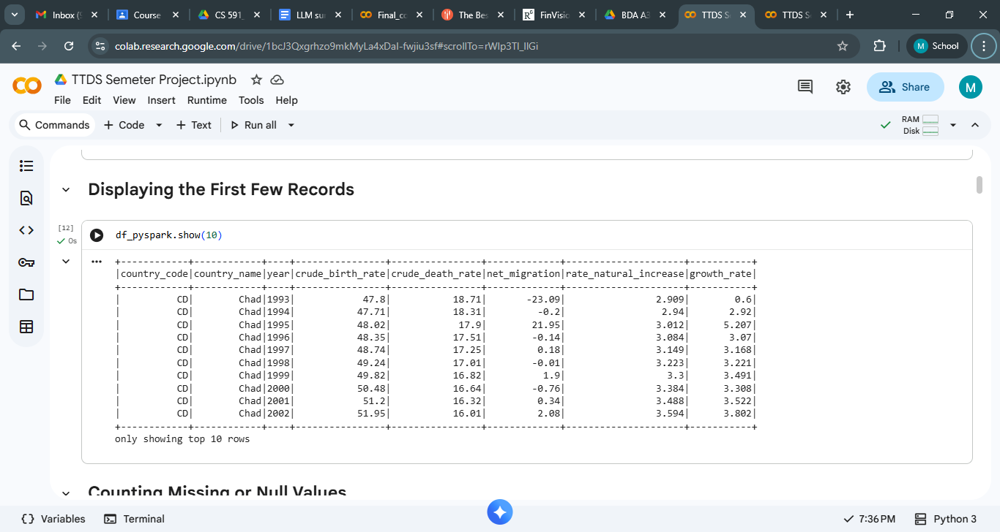 Inbox (
Course
CS 591_
LLM su
Final_c
The Bes
FinVisio
BDA A3
TTDS S
TTDS S
colab.research.google.com/drive/1bcJ3Qxgrhzo9mkMyLa4xDaI-fwjiu3sf#scrollTo=rWIp3TI_IIGi
M School
TTDS Semeter Project.ipynb
File Edit View Insert Runtime Tools Help
Share
M
Commands + Code + Text Run all
RAM
Disk
Displaying the First Few Records
[12]
0s
df_pyspark.show(10)
+------------+------------+----+----------------+----------------+-------------+---------------------+-----------+
|country_code|country_name|year|crude_birth_rate|crude_death_rate|net_migration|rate_natural_increase|growth_rate|
+------------+------------+----+----------------+----------------+-------------+---------------------+-----------+
|          CD|        Chad|1993|            47.8|           18.71|       -23.09|                2.909|        0.6|
|          CD|        Chad|1994|           47.71|           18.31|         -0.2|                 2.94|       2.92|
|          CD|        Chad|1995|           48.02|            17.9|        21.95|                3.012|      5.207|
|          CD|        Chad|1996|           48.35|           17.51|        -0.14|                3.084|       3.07|
|          CD|        Chad|1997|           48.74|           17.25|         0.18|                3.149|      3.168|
|          CD|        Chad|1998|           49.24|           17.01|        -0.01|                3.223|      3.221|
|          CD|        Chad|1999|           49.82|           16.82|          1.9|                  3.3|      3.491|
|          CD|        Chad|2000|           50.48|           16.64|        -0.76|                3.384|      3.308|
|          CD|        Chad|2001|            51.2|           16.32|         0.34|                3.488|      3.522|
|          CD|        Chad|2002|           51.95|           16.01|         2.08|                3.594|      3.802|
+------------+------------+----+----------------+----------------+-------------+---------------------+-----------+
only showing top 10 rows
Counting Missing or Null Values
Variables
Terminal
7:36 PM
Python 3